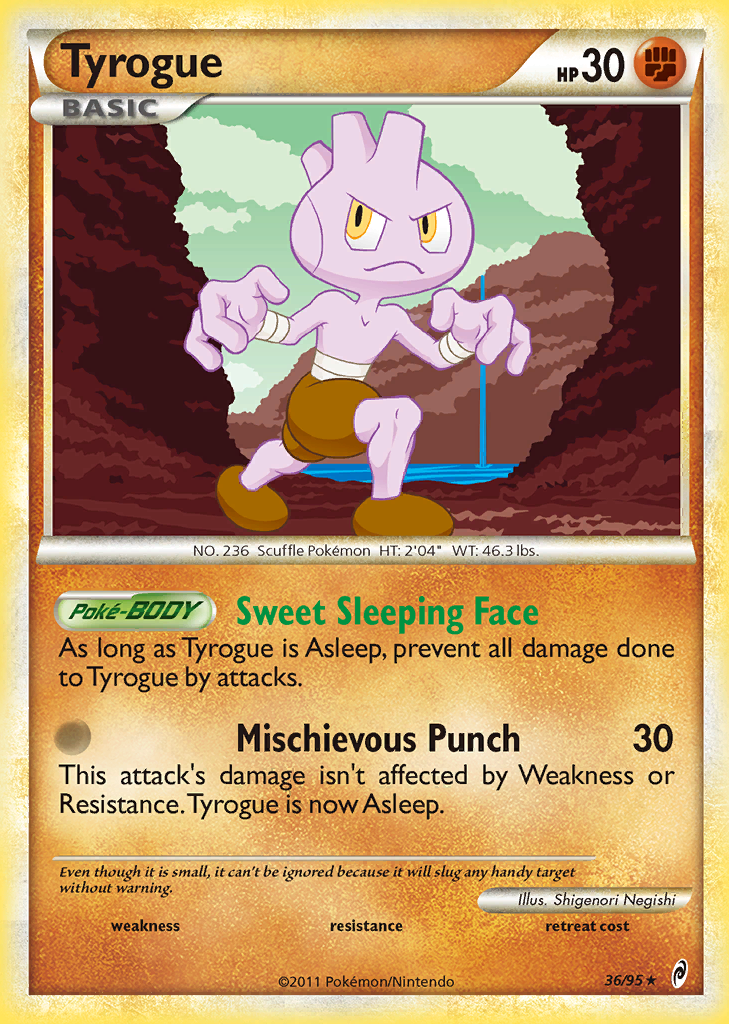 Tyrogue
HP 30
BASIC
NO. 236 Scuffle Pokémon HT: 2'04" WT: 46.3 lbs.
Poké-BODY Sweet Sleeping Face
As long as Tyrogue is Asleep, prevent all damage done
to Tyrogue by attacks.
Mischievous Punch 30
This attack's damage isn't affected by Weakness or
Resistance. Tyrogue is now Asleep.
Even though it is small, it can't be ignored because it will slug any handy target
without warning.
Illus. Shigenori Negishi
weakness resistance retreat cost
©2011 Pokémon/Nintendo 36/95 ★